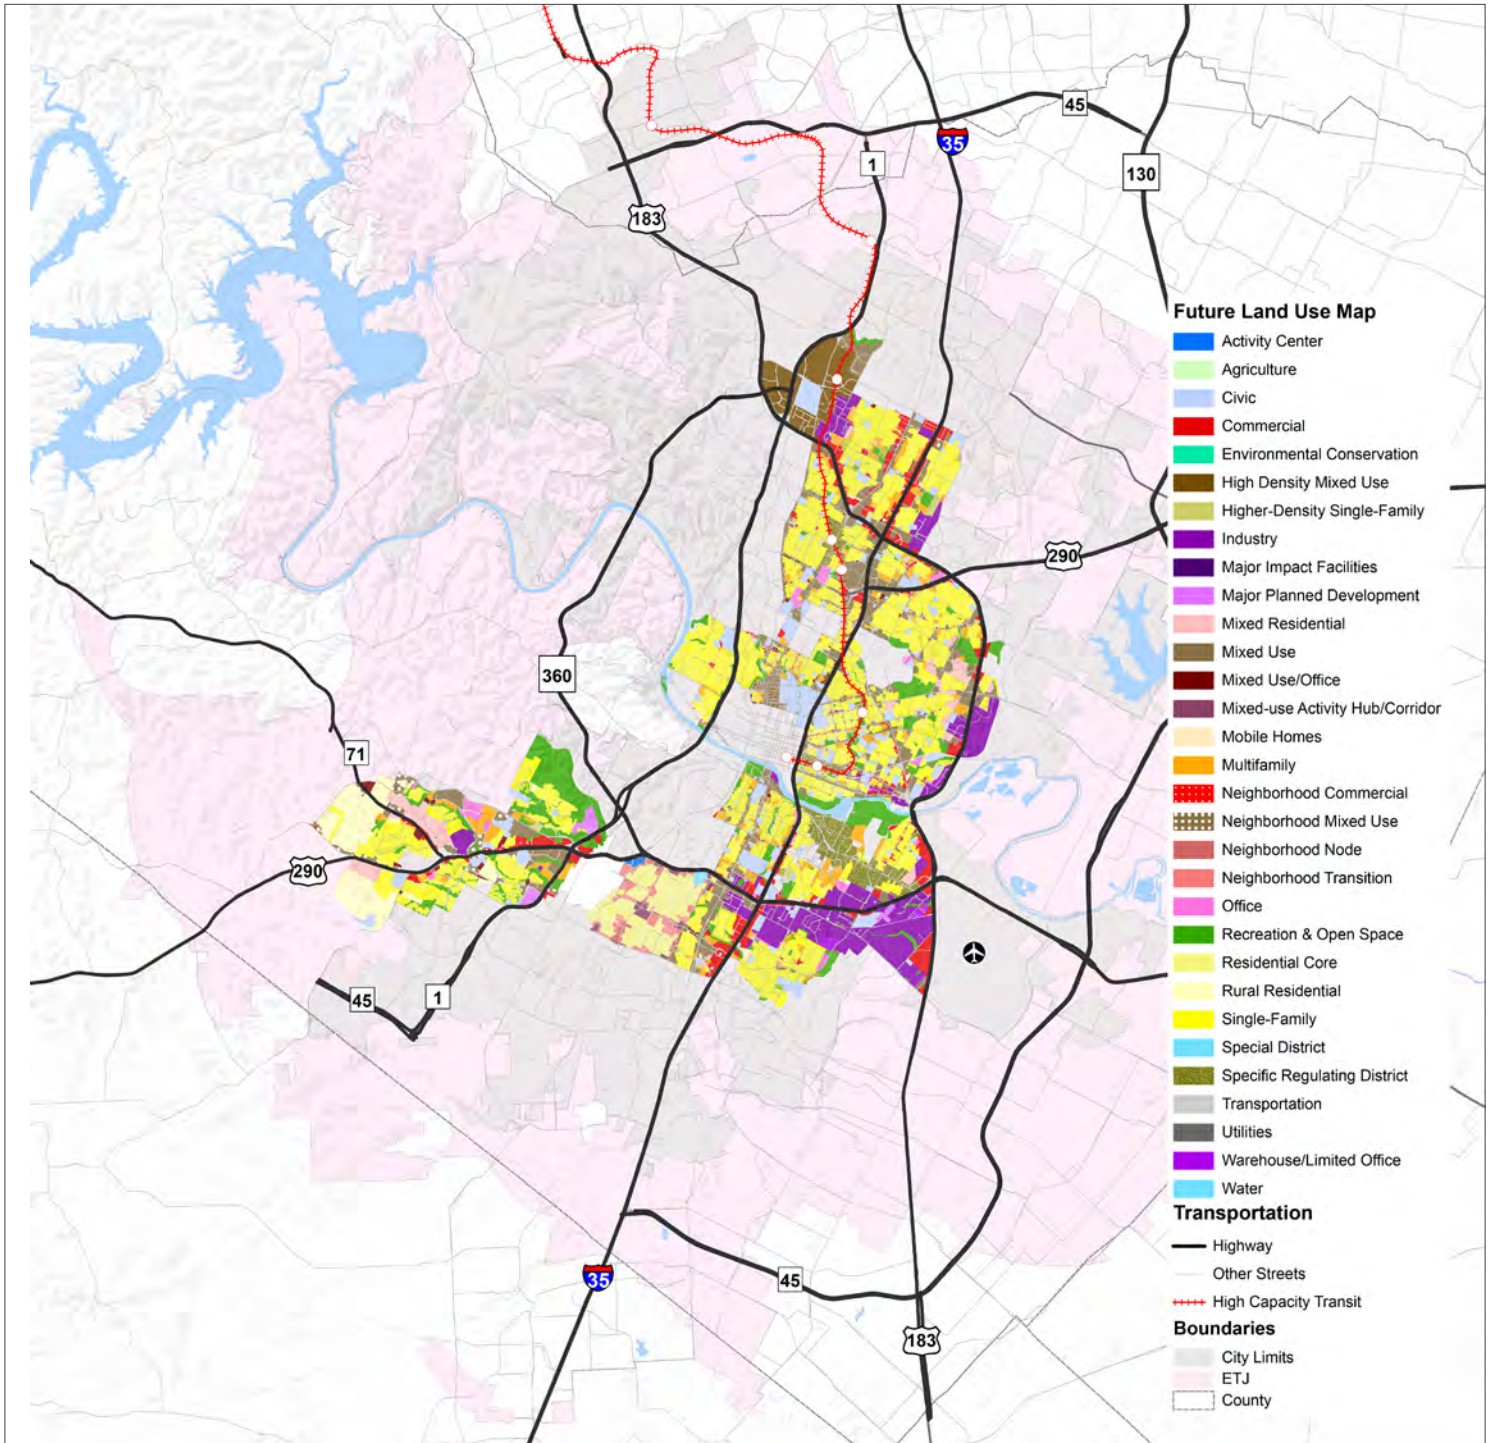 45
35
1
130
183
Future Land Use Map
Activity Center
Agriculture
Civic
Commercial
Environmental Conservation
High Density Mixed Use
Higher-Density Single-Family
Industry
290
Major Impact Facilities
Major Planned Development
Mixed Residential
Mixed Use
360
Mixed Use/Office
Mixed-use Activity Hub/Corridor
Mobile Homes
71
Multifamily
Neighborhood Commercial
Neighborhood Mixed Use
Neighborhood Node
290
Neighborhood Transition
Office
Recreation & Open Space
Residential Core
Rural Residential
45
1
Single-Family
Special District
Specific Regulating District
Transportation
Utilities
Warehouse/Limited Office
Water
Transportation
Highway
35
45
Other Streets
High Capacity Transit
Boundaries
183
City Limits
ETJ
County